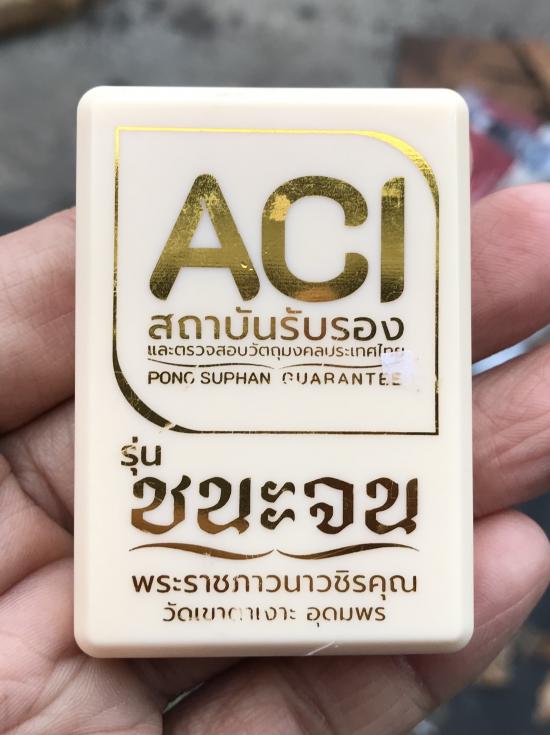 ACI
สถาบันรับรอง
และตรวจสอบวัตถุมงคลประเทศไทย
PONG SUPHAN GUARANTEE
รุ่น
ชนะจน
พระราชภาวนาวชิรคุณ
วัดเขาตาเงาะ อุดมพร